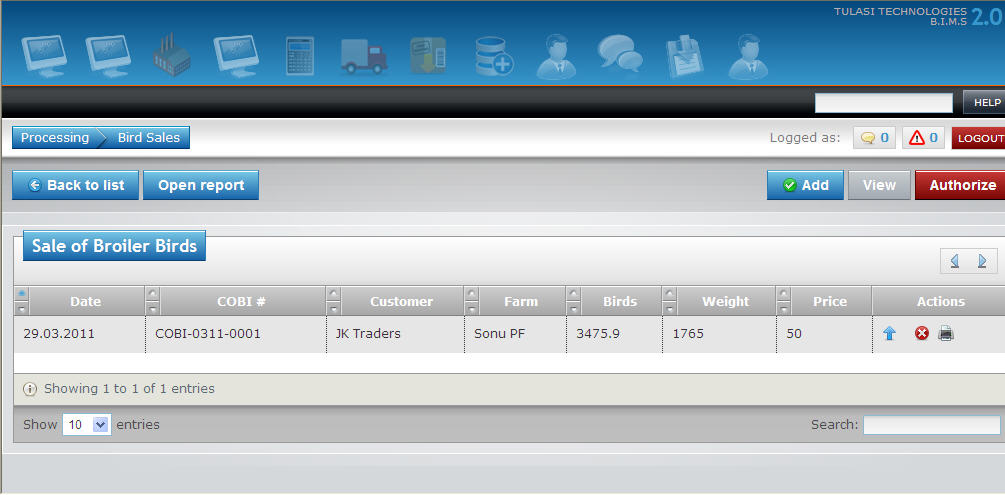 TULASI TECHNOLOGIES
B.I.M.S 2.0
HELP
Processing Bird Sales Logged as: 0 0 LOGOUT
Back to list Open report Add View Authorize
Sale of Broiler Birds
Date COBI # Customer Farm Birds Weight Price Actions
29.03.2011 COBI-0311-0001 JK Traders Sonu PF 3475.9 1765 50
Showing 1 to 1 of 1 entries
Show 10 entries Search: